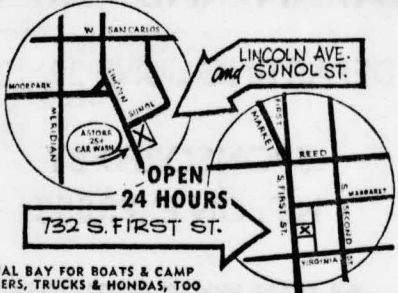 W. SAN CARLOS
MOORPARK
LINCOLN
SUNOL
MERIDIAN
ASTORA
25¢
CAR WASH
LINCOLN AVE.
and SUNOL ST.
OPEN
24 HOURS
732 S. FIRST ST.
MARKET
FIRST
REED
S. FIRST ST.
S. SECOND ST
MARGARET
VIRGINIA
AL BAY FOR BOATS & CAMP
ERS, TRUCKS & HONDAS, TOO